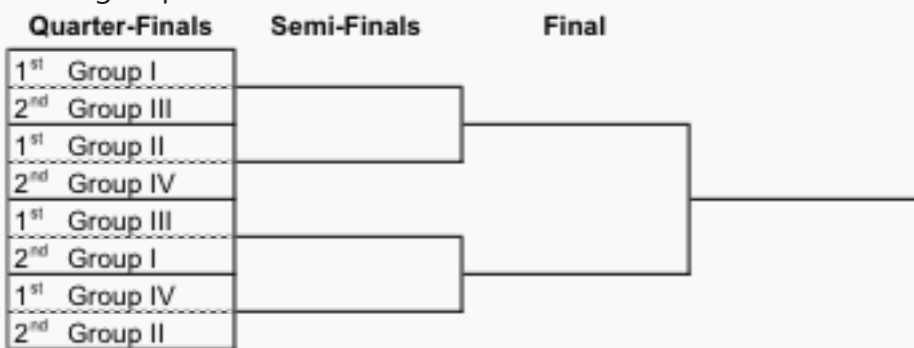 Quarter-Finals Semi-Finals Final
1st Group I
2nd Group III
1st Group II
2nd Group IV
1st Group III
2nd Group I
1st Group IV
2nd Group II